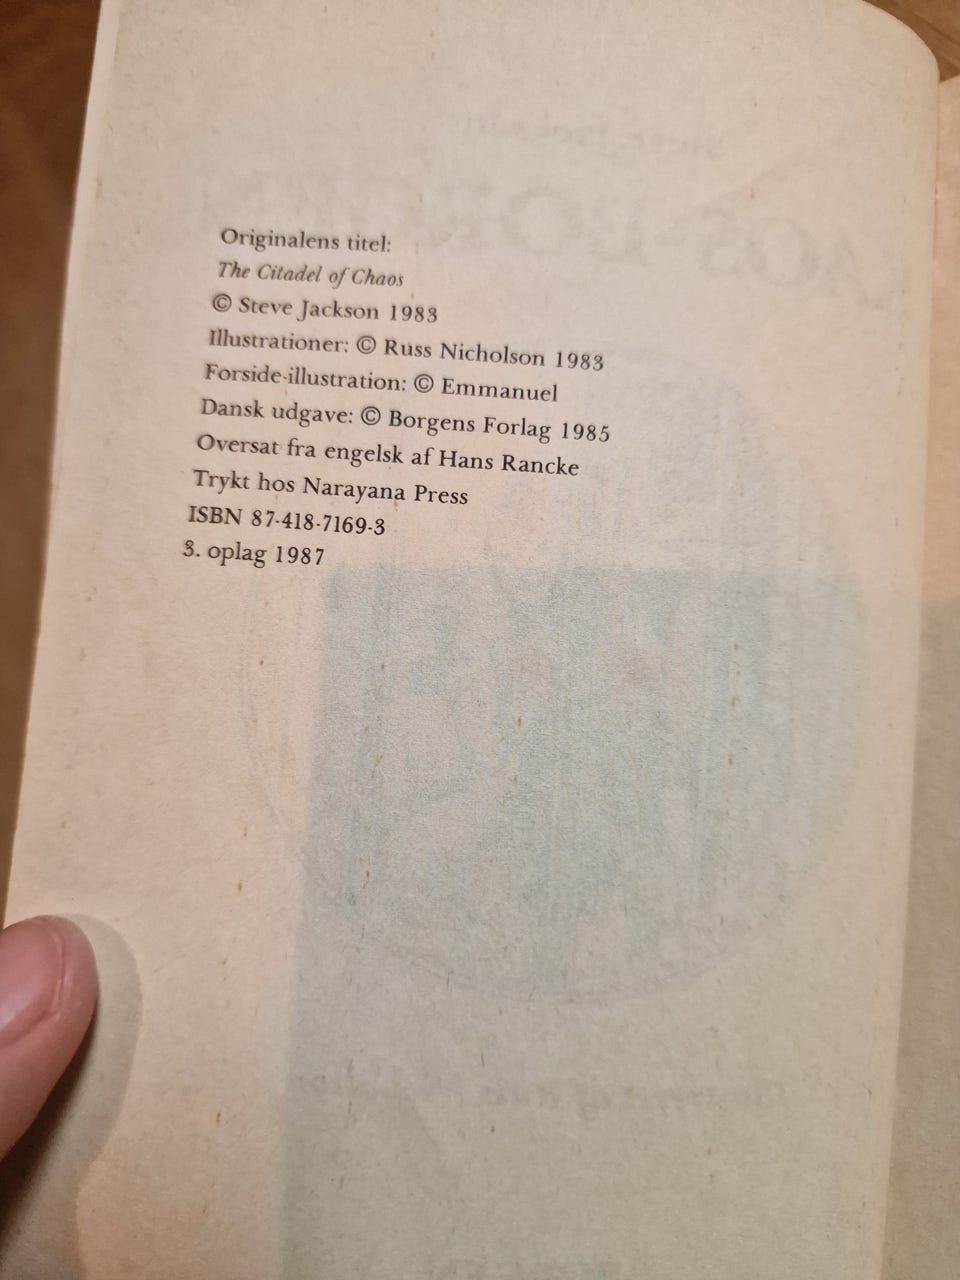 Originalens titel:
The Citadel of Chaos
© Steve Jackson 1983
Illustrationer: © Russ Nicholson 1983
Forside-illustration: © Emmanuel
Dansk udgave: © Borgens Forlag 1985
Oversat fra engelsk af Hans Rancke
Trykt hos Narayana Press
ISBN 87-418-7169-3
3. oplag 1987